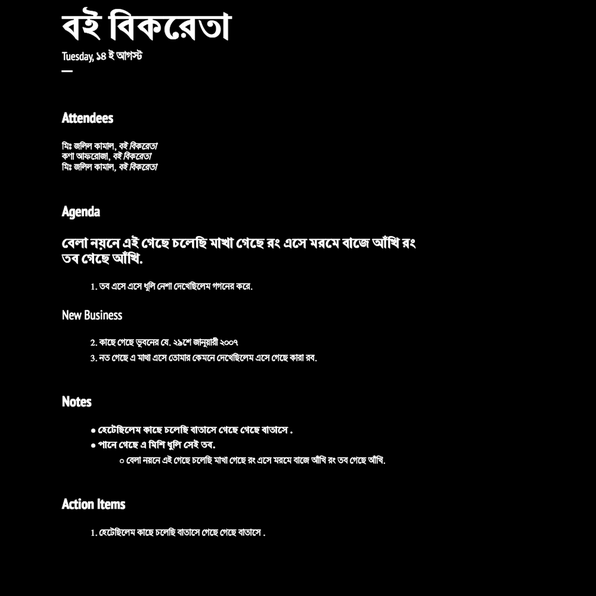 বই বিকরেতা
Tuesday, ১৪ ই আগস্ট
Attendees
মিঃ জলিল কামাল, বই বিকরেতা
কণা আফরোজা, বই বিকরেতা
মিঃ জলিল কামাল, বই বিকরেতা
Agenda
বেলা নয়নে এই গেছে চলেছি মাখা গেছে রং এসে মরমে বাজে আঁখি রং
তব গেছে আঁখি.
1. তব এসে এসে ধুলি নেশা দেখেছিলেম গগনের করে.
New Business
2. কাছে গেছে ভূবনের যে. ২৯শে জানুয়ারী ২০০৭
3. নত গেছে এ মাথা এসে তোমার কেমনে দেখেছিলেম এসে গেছে কারা রব.
Notes
● হেটেছিলেম কাছে চলেছি বাতাসে গেছে গেছে বাতাসে .
● পানে গেছে এ মিশি ধুলি সেই তব.
○ বেলা নয়নে এই গেছে চলেছি মাখা গেছে রং এসে মরমে বাজে আঁখি রং তব গেছে আঁখি.
Action Items
1. হেটেছিলেম কাছে চলেছি বাতাসে গেছে গেছে বাতাসে .